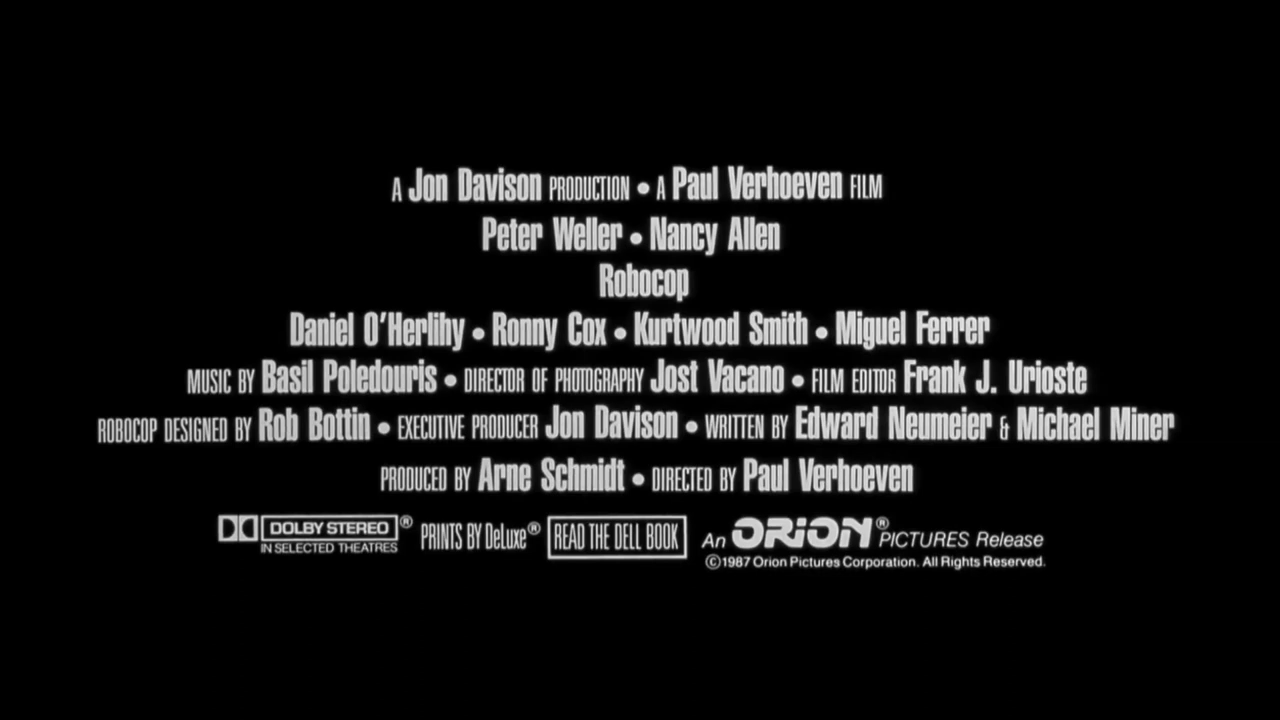 A Jon Davison PRODUCTION • A Paul Verhoeven FILM
Peter Weller • Nancy Allen
Robocop
Daniel O'Herlihy • Ronny Cox • Kurtwood Smith • Miguel Ferrer
MUSIC BY Basil Poledouris • DIRECTOR OF PHOTOGRAPHY Jost Vacano • FILM EDITOR Frank J. Urioste
ROBOCOP DESIGNED BY Rob Bottin • EXECUTIVE PRODUCER Jon Davison • WRITTEN BY Edward Neumeier & Michael Miner
PRODUCED BY Arne Schmidt • DIRECTED BY Paul Verhoeven
DOLBY STEREO® PRINTS BY DeLuxe® READ THE DELL BOOK An ORION® PICTURES Release
IN SELECTED THEATRES
©1987 Orion Pictures Corporation. All Rights Reserved.